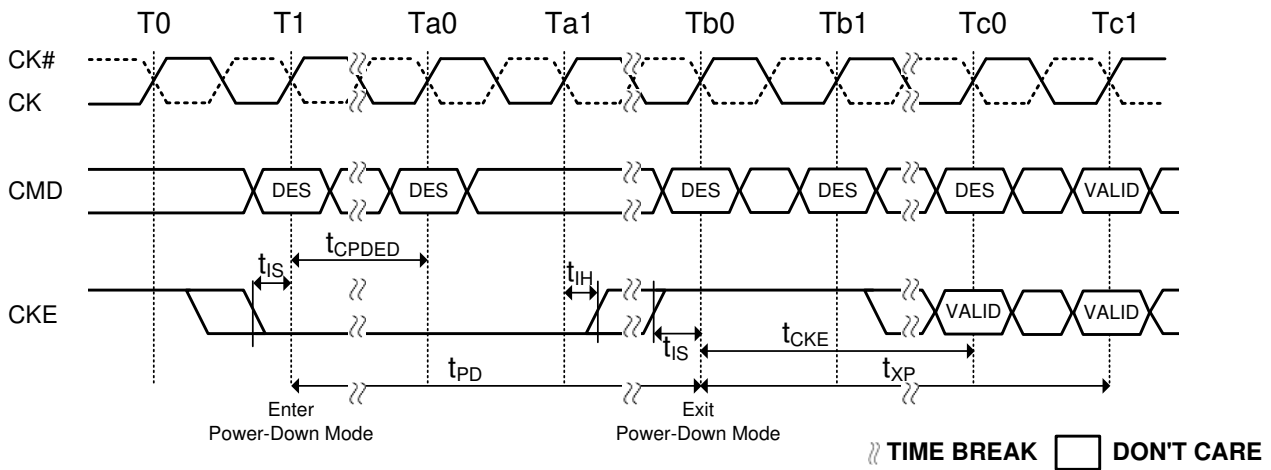 T0 T1 Ta0 Ta1 Tb0 Tb1 Tc0 Tc1
CK#
CK
CMD DES DES DES DES DES VALID
tCPDED
tIS tIH
CKE VALID VALID
tIS tCKE
tPD tXP
Enter Power-Down Mode
Exit Power-Down Mode
TIME BREAK DON'T CARE